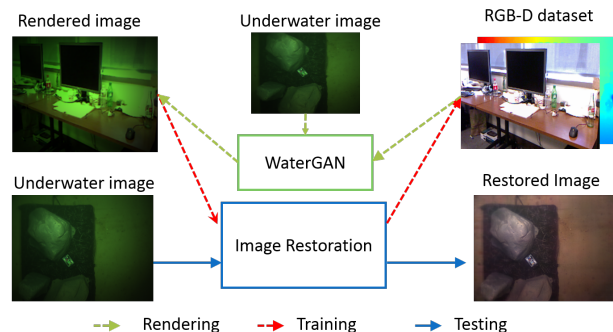 Rendered image
Underwater image
RGB-D dataset
WaterGAN
Underwater image
Restored Image
Image Restoration
Rendering
Training
Testing